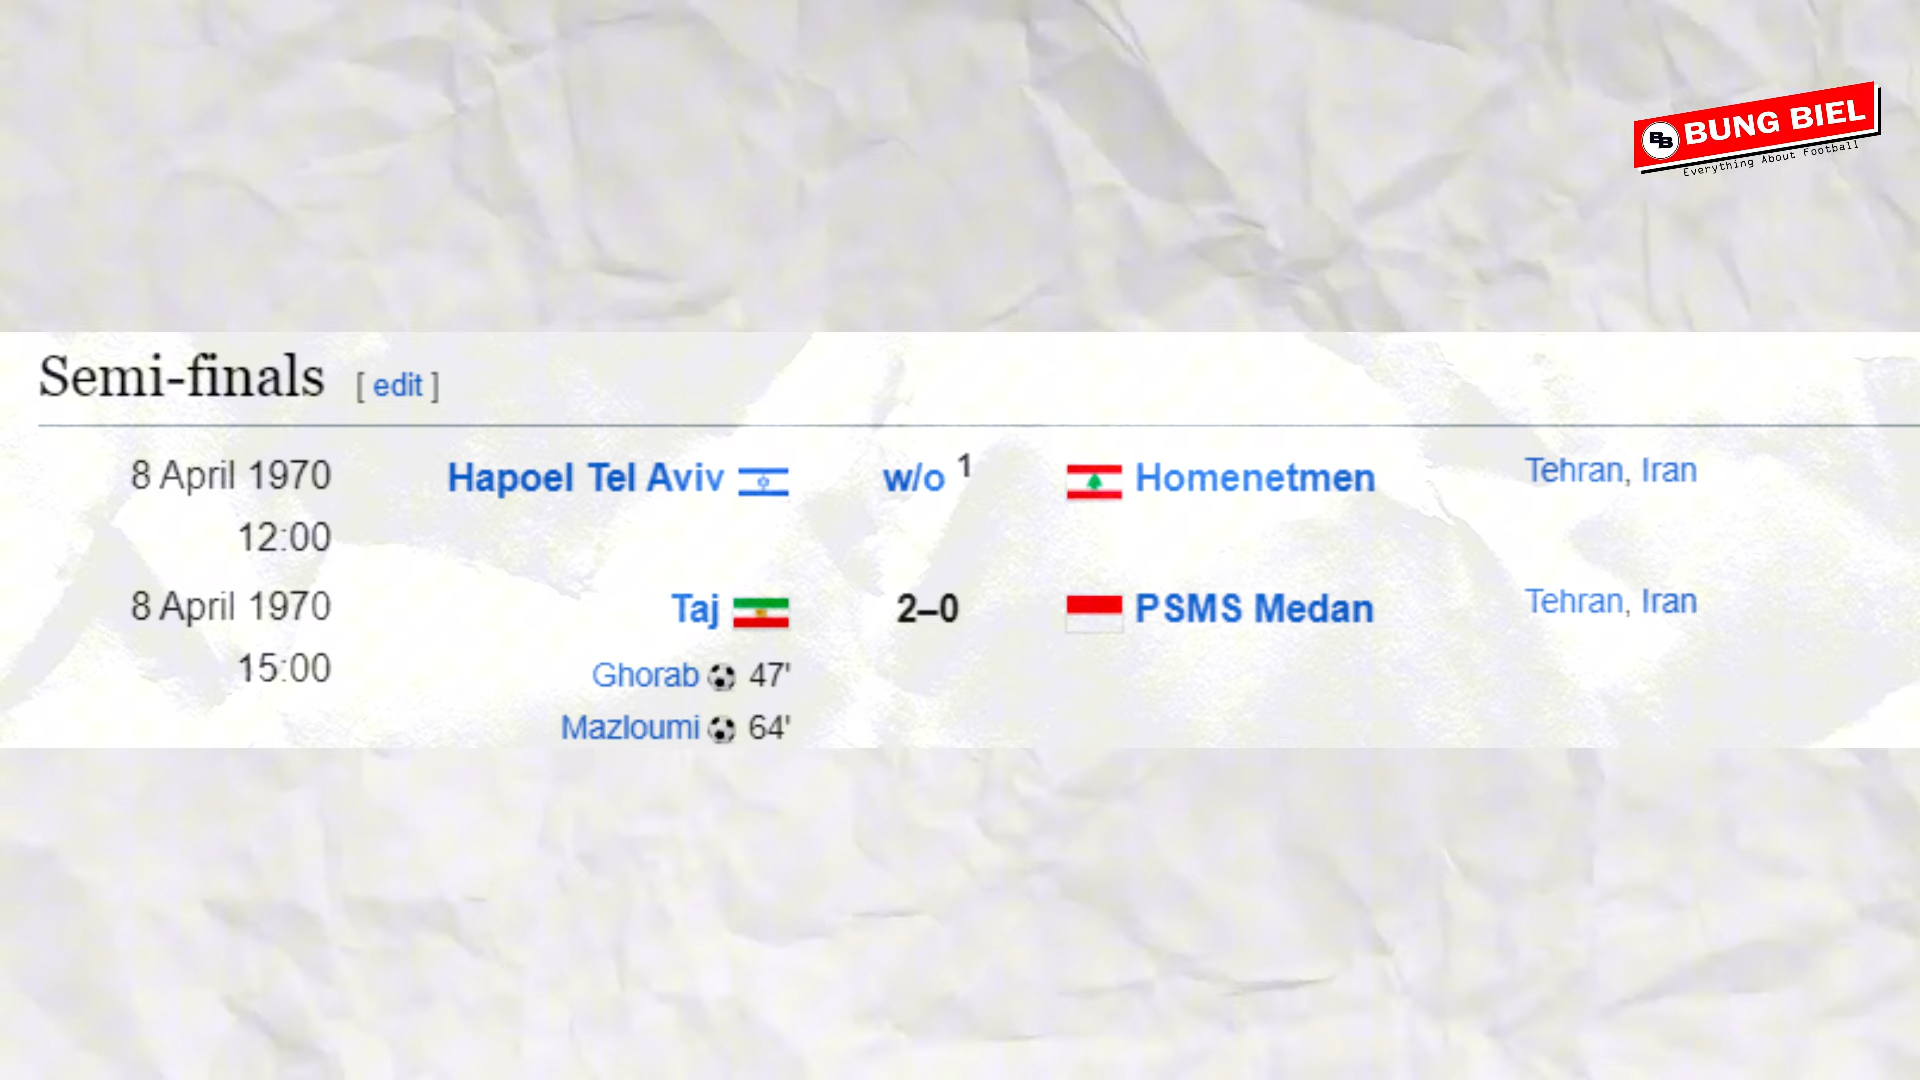 BB BUNG BIEL
Everything About Football
Semi-finals [ edit ]
8 April 1970 Hapoel Tel Aviv w/o 1 Homenetmen Tehran, Iran
12:00
8 April 1970 Taj 2–0 PSMS Medan Tehran, Iran
15:00 Ghorab 47'
Mazloumi 64'